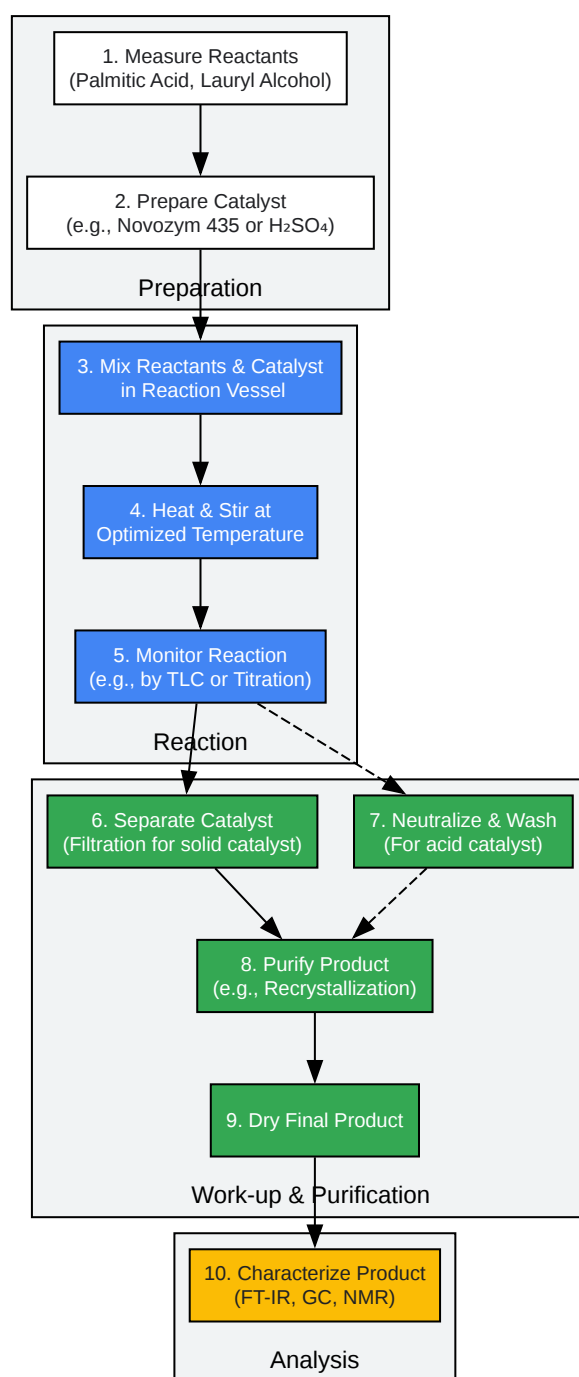 1. Measure Reactants
(Palmitic Acid, Lauryl Alcohol)
2. Prepare Catalyst
(e.g., Novozym 435 or H₂SO₄)
Preparation
3. Mix Reactants & Catalyst
in Reaction Vessel
4. Heat & Stir at
Optimized Temperature
5. Monitor Reaction
(e.g., by TLC or Titration)
Reaction
6. Separate Catalyst
(Filtration for solid catalyst)
7. Neutralize & Wash
(For acid catalyst)
8. Purify Product
(e.g., Recrystallization)
9. Dry Final Product
Work-up & Purification
10. Characterize Product
(FT-IR, GC, NMR)
Analysis